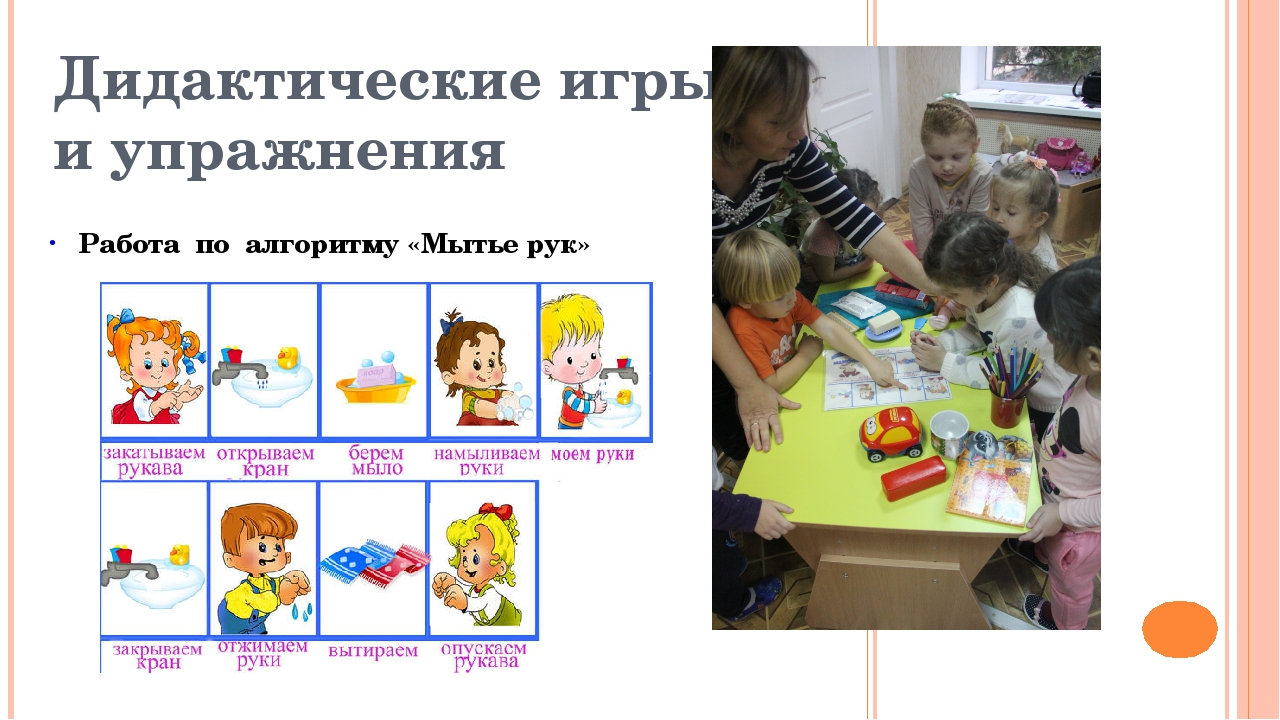 Дидактические игры
и упражнения
• Работа по алгоритму «Мытье рук»
soap
закатываем рукава
открываем кран
берем мыло
намыливаем руки
моем руки
закрываем кран
отжимаем руки
вытираем
опускаем рукава